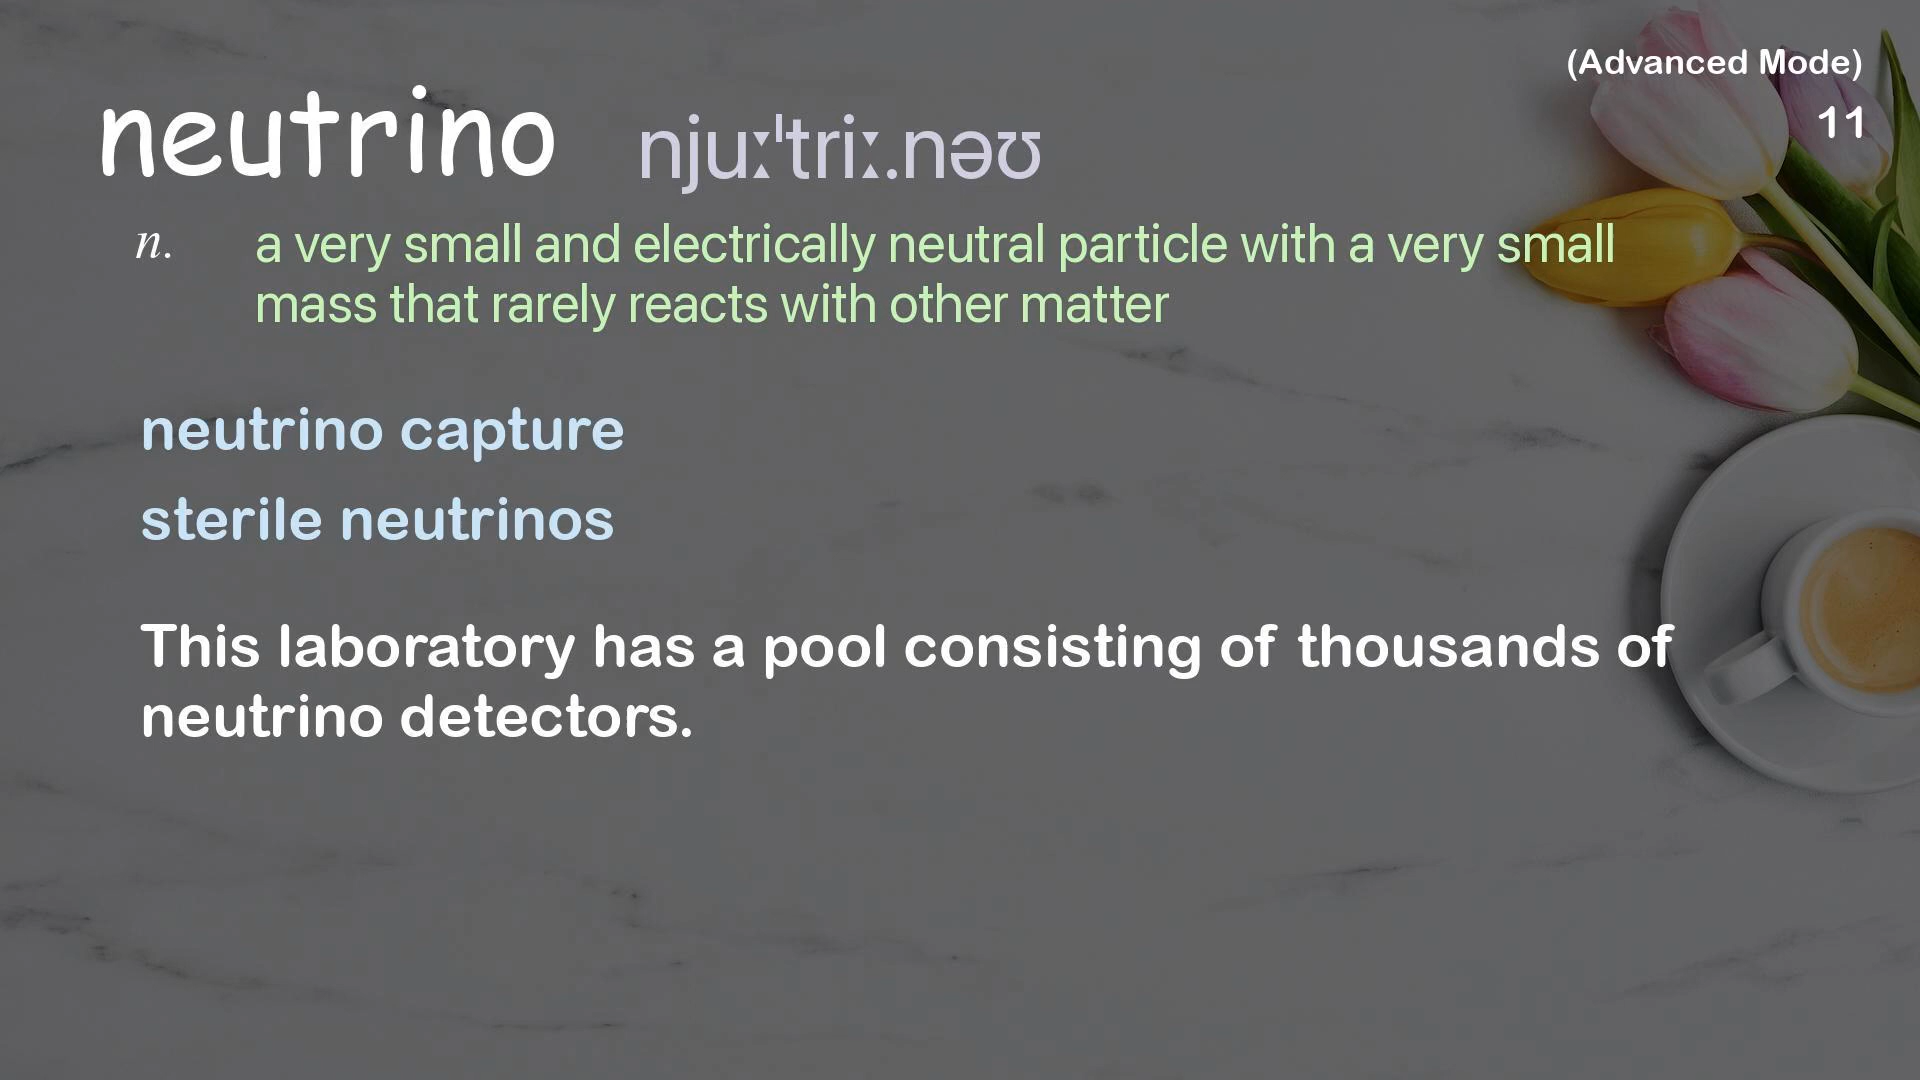 (Advanced Mode)
11
neutrino njuːˈtriː.nəʊ
n. a very small and electrically neutral particle with a very small
mass that rarely reacts with other matter
neutrino capture
sterile neutrinos
This laboratory has a pool consisting of thousands of
neutrino detectors.